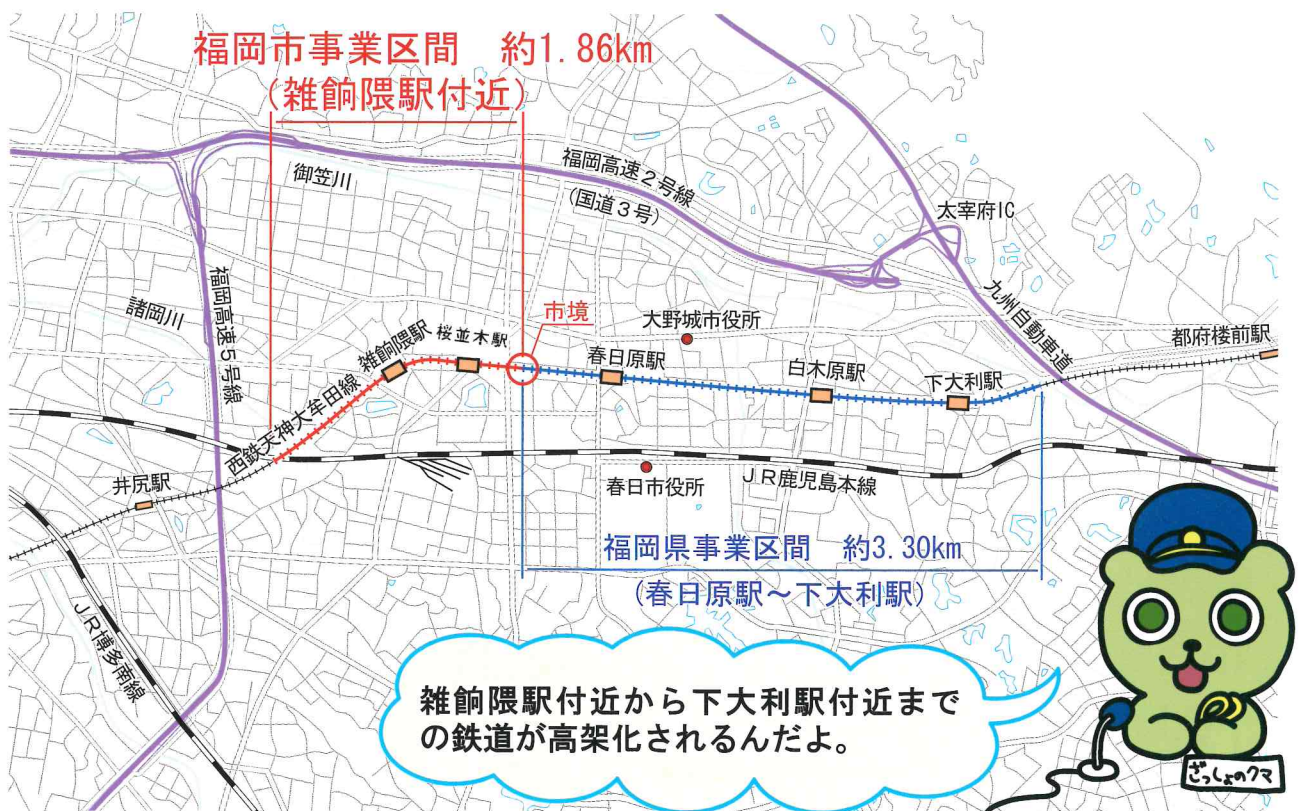 福岡市事業区間　約1.86km
(雑餉隈駅付近)
御笠川
福岡高速２号線
(国道３号)
太宰府IC
九州自動車道
諸岡川
福岡高速５号線
市境
大野城市役所
都府楼前駅
雑餉隈駅
桜並木駅
春日原駅
白木原駅
下大利駅
西鉄天神大牟田線
井尻駅
春日市役所
ＪＲ鹿児島本線
福岡県事業区間　約3.30km
(春日原駅～下大利駅)
ＪＲ博多南線
雑餉隈駅付近から下大利駅付近まで
の鉄道が高架化されるんだよ。
ざっしょのクマ